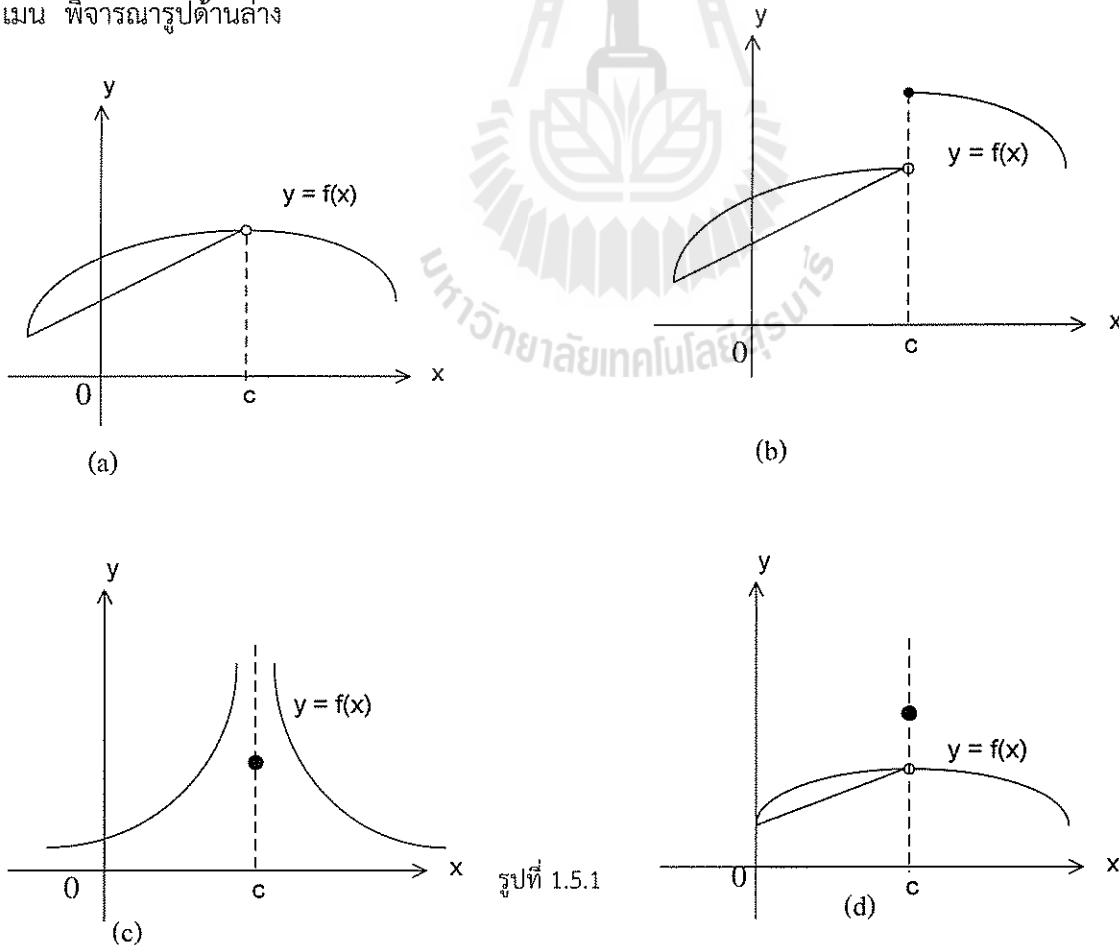 เมน พิจารณารูปด้านล่าง
y
y = f(x)
0
c
x
(a)
y
y = f(x)
0
c
x
(b)
มหาวิทยาลัยเทคโนโลยีสุรนารี
y
y = f(x)
0
c
x
(c)
รูปที่ 1.5.1
y
y = f(x)
0
c
x
(d)